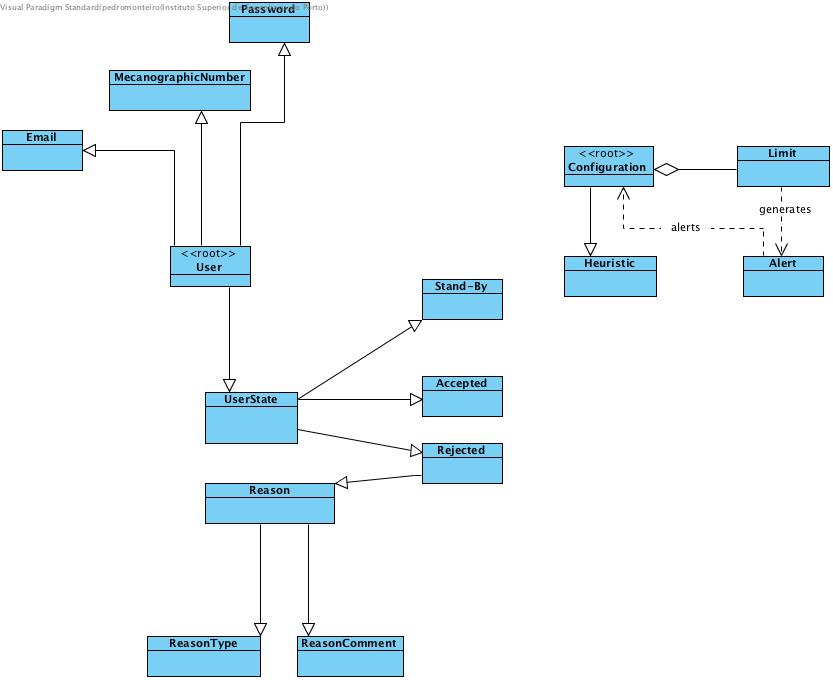 Visual Paradigm Standard(pedromonteiro(Instituto Superior Porto))
Password
MecanographicNumber
Email
<<root>>
User
<<root>>
Configuration
Limit
generates
alerts
Heuristic
Alert
Stand-By
Accepted
UserState
Rejected
Reason
ReasonType
ReasonComment